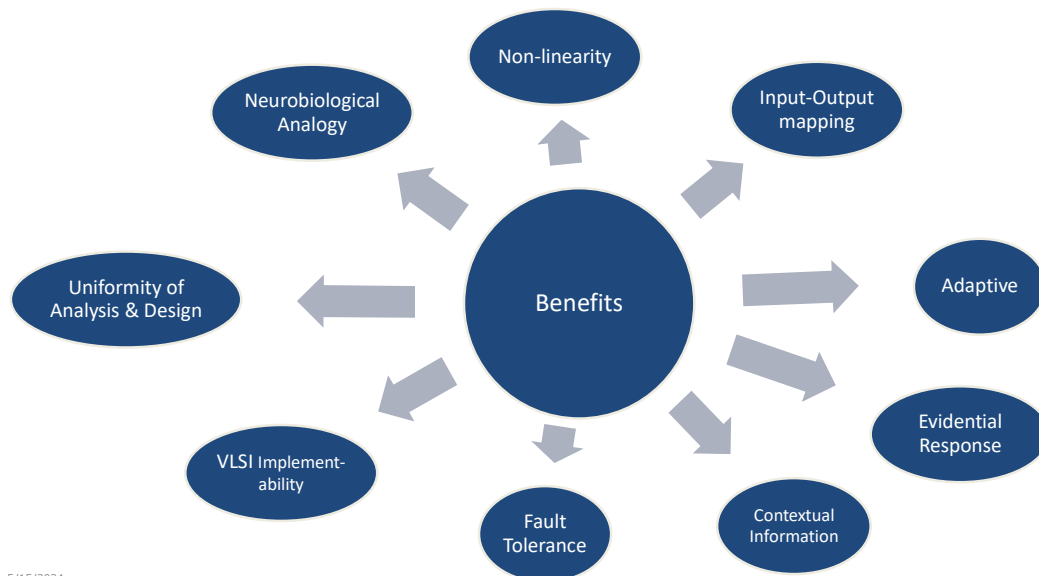 Non-linearity
Neurobiological
Analogy
Input-Output
mapping
Uniformity of
Analysis & Design
Benefits
Adaptive
Evidential
Response
VLSI Implement-
ability
Contextual
Information
Fault
Tolerance